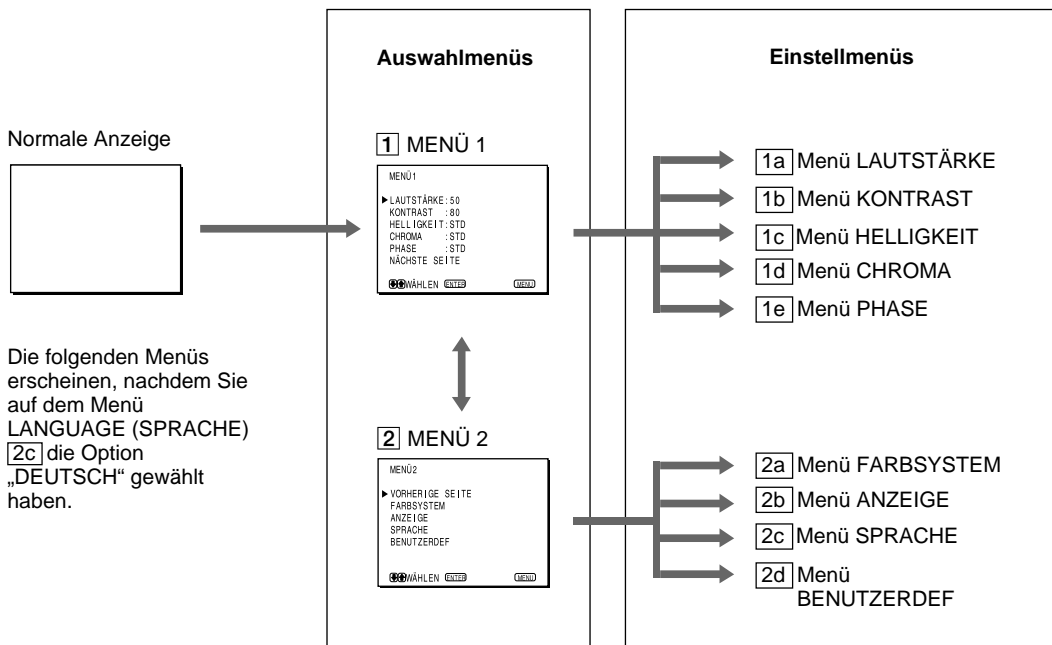 Auswahlmenüs
Einstellmenüs
Normale Anzeige
1 MENÜ 1
MENÜ1
LAUTSTÄRKE:50
KONTRAST :80
HELLIGKEIT:STD
CHROMA :STD
PHASE :STD
NÄCHSTE SEITE
WÄHLEN ENTER MENU
1a Menü LAUTSTÄRKE
1b Menü KONTRAST
1c Menü HELLIGKEIT
1d Menü CHROMA
1e Menü PHASE
Die folgenden Menüs
erscheinen, nachdem Sie
auf dem Menü
LANGUAGE (SPRACHE)
2c die Option
„DEUTSCH“ gewählt
haben.
2 MENÜ 2
MENÜ2
VORHERIGE SEITE
FARBSYSTEM
ANZEIGE
SPRACHE
BENUTZERDEF
WÄHLEN ENTER MENU
2a Menü FARBSYSTEM
2b Menü ANZEIGE
2c Menü SPRACHE
2d Menü
BENUTZERDEF